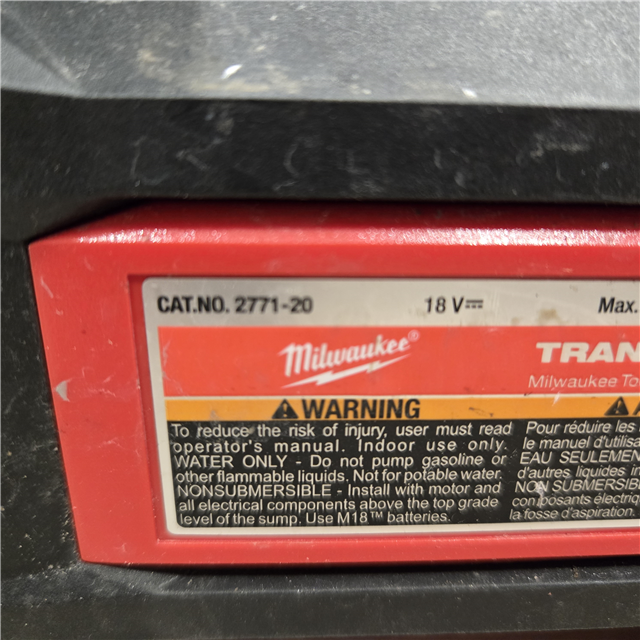 CAT.NO. 2771-20 18 V⎓ Max.
Milwaukee® TRAN
Milwaukee To
WARNING
To reduce the risk of injury, user must read
operator's manual. Indoor use only.
WATER ONLY - Do not pump gasoline or
other flammable liquids. Not for potable water.
NONSUBMERSIBLE - Install with motor and
all electrical components above the top grade
level of the sump. Use M18™ batteries.
Pour réduire les
le manuel d'utilisa
EAU SEULEMEN
d'autres liquides in
NON SUBMERSIB
composants électri
la fosse d'aspiration.